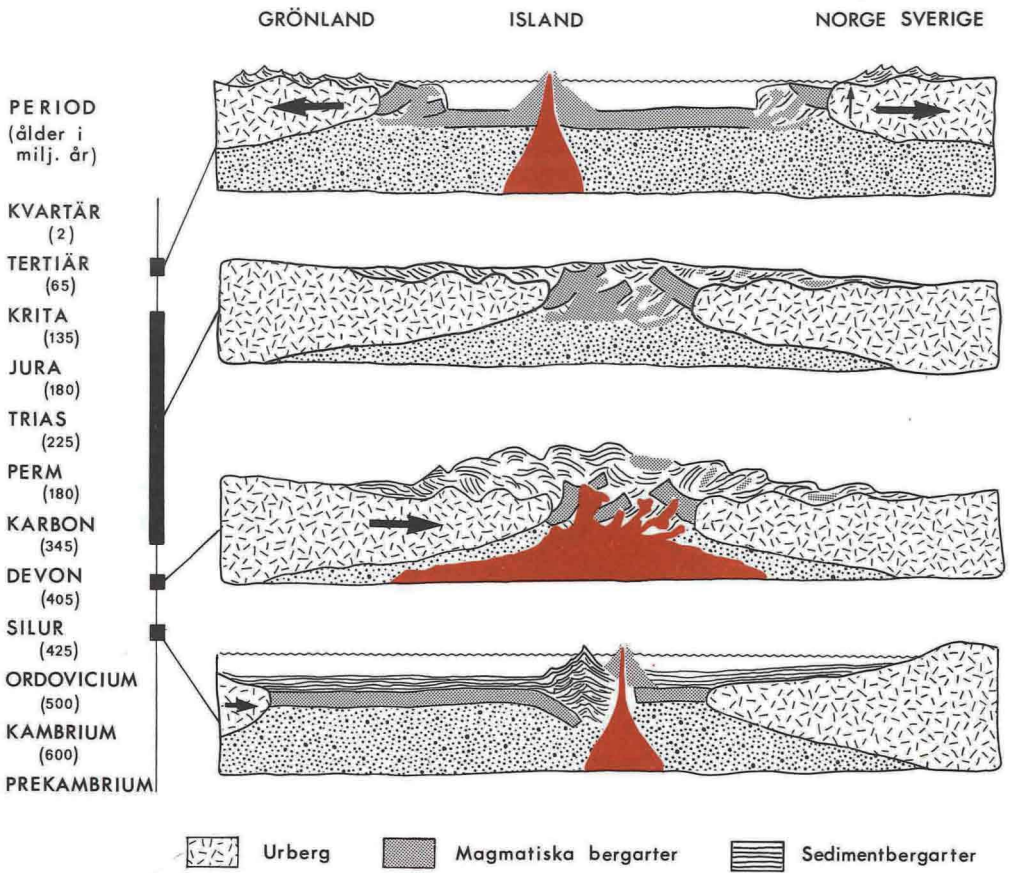 GRÖNLAND ISLAND NORGE SVERIGE
PERIOD
(ålder i
milj. år)
KVARTÄR
(2)
TERTIÄR
(65)
KRITA
(135)
JURA
(180)
TRIAS
(225)
PERM
(180)
KARBON
(345)
DEVON
(405)
SILUR
(425)
ORDOVICIUM
(500)
KAMBRIUM
(600)
PREKAMBRIUM
Urberg Magmatiska bergarter Sedimentbergarter